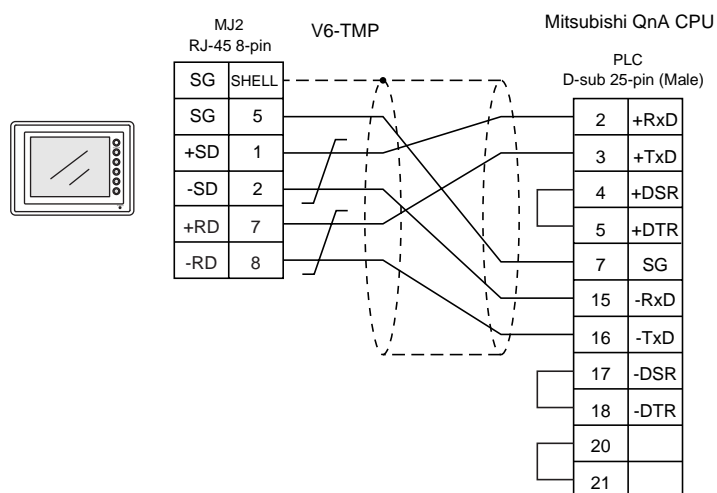 MJ2
RJ-45 8-pin
V6-TMP
Mitsubishi QnA CPU
PLC
D-sub 25-pin (Male)
SG SHELL
SG 5
+SD 1
-SD 2
+RD 7
-RD 8
2 +RxD
3 +TxD
4 +DSR
5 +DTR
7 SG
15 -RxD
16 -TxD
17 -DSR
18 -DTR
20
21